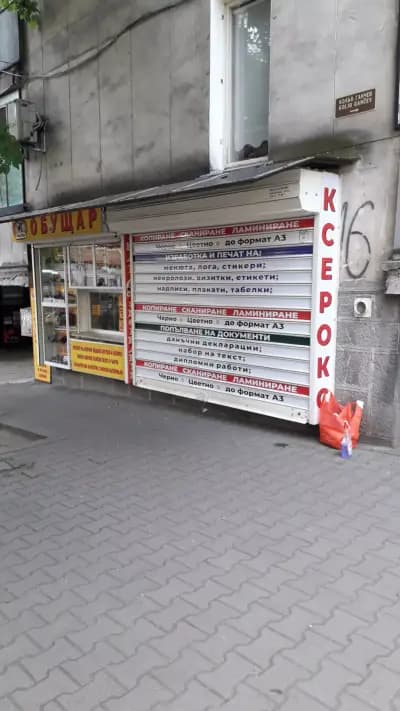 КОЛЬО ГАНЧЕВ
KOLIO GANCEV
ОБУЩАР
КОПИРАНЕ СКАНИРАНЕ ЛАМИНИРАНЕ
Черно Цветно до формат А3
ИЗРАБОТКА И ПЕЧАТ НА:
менюта, лога, стикери;
некролози, визитки, етикети;
надписи, плакати, табелки;
КОПИРАНЕ СКАНИРАНЕ ЛАМИНИРАНЕ
Черно Цветно до формат А3
ПОПЪЛВАНЕ НА ДОКУМЕНТИ
данъчни декларации;
набор на текст;
дипломни работи;
КОПИРАНЕ СКАНИРАНЕ ЛАМИНИРАНЕ
Черно Цветно до формат А3
КСЕРОКС
16